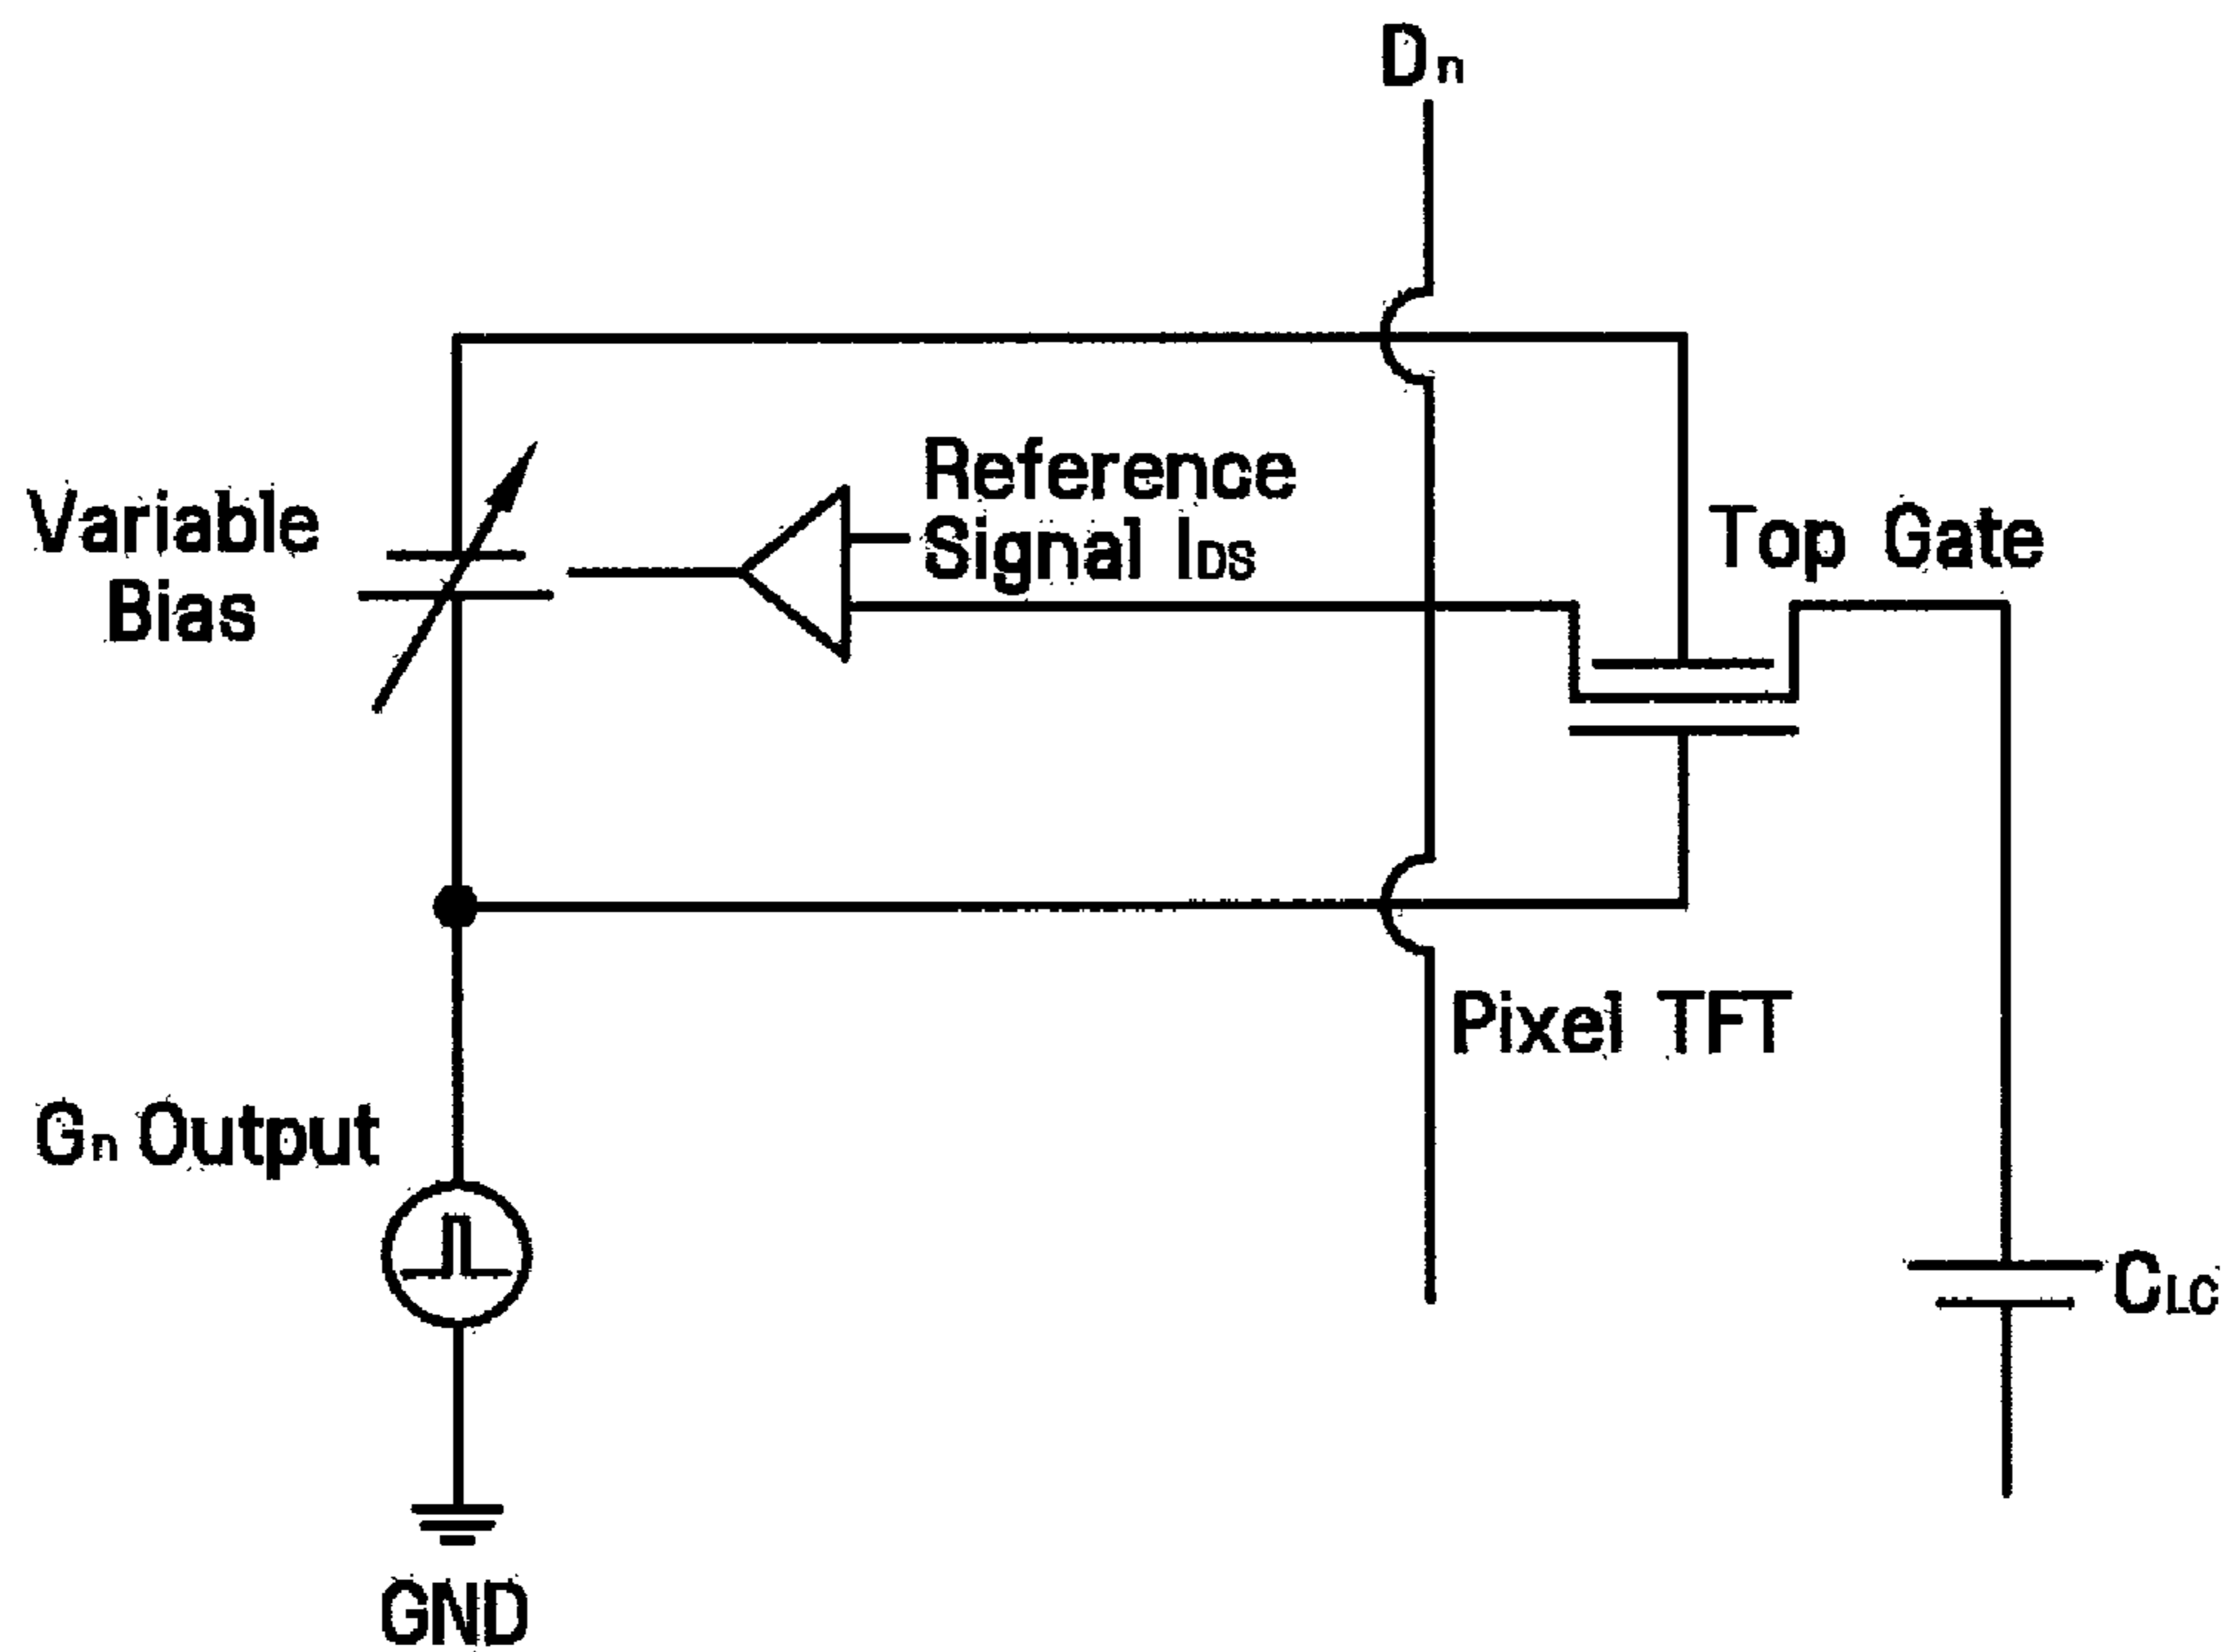 Dn
Reference
Signal IDS
Variable
Bias
Top Gate
Pixel TFT
Gn Output
CLC
GND